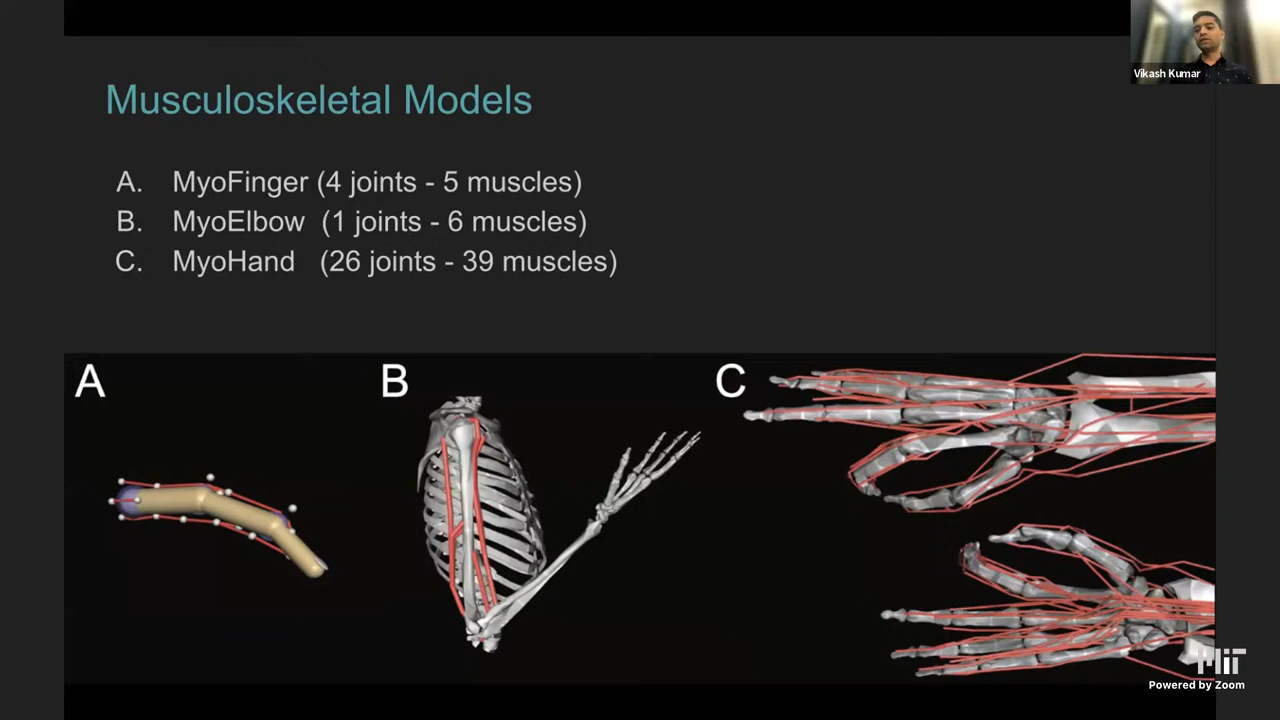 Vikash Kumar
Musculoskeletal Models
A. MyoFinger (4 joints - 5 muscles)
B. MyoElbow (1 joints - 6 muscles)
C. MyoHand (26 joints - 39 muscles)
A
B
C
MIT
Powered by Zoom